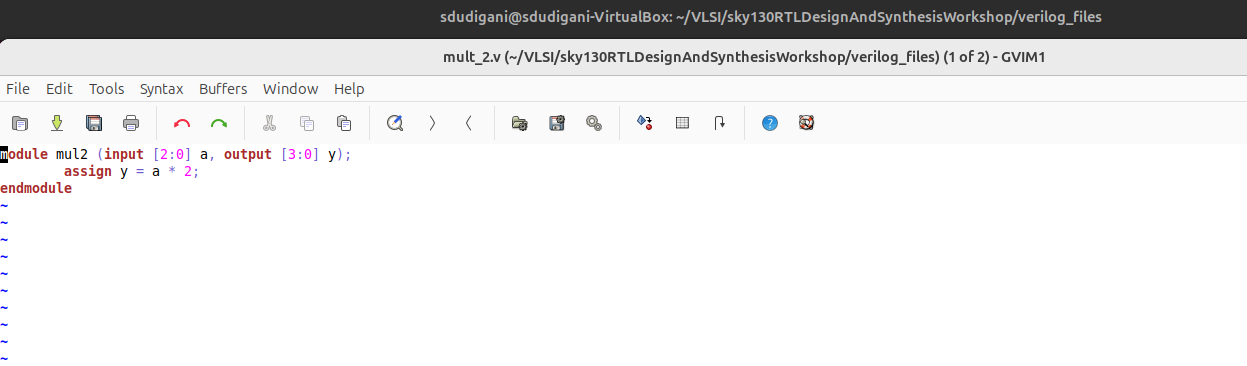 sdudigani@sdudigani-VirtualBox: ~/VLSI/sky130RTLDesignAndSynthesisWorkshop/verilog_files
mult_2.v (~/VLSI/sky130RTLDesignAndSynthesisWorkshop/verilog_files) (1 of 2) - GVIM1
File Edit Tools Syntax Buffers Window Help
module mul2 (input [2:0] a, output [3:0] y);
        assign y = a * 2;
endmodule
~
~
~
~
~
~
~
~
~
~